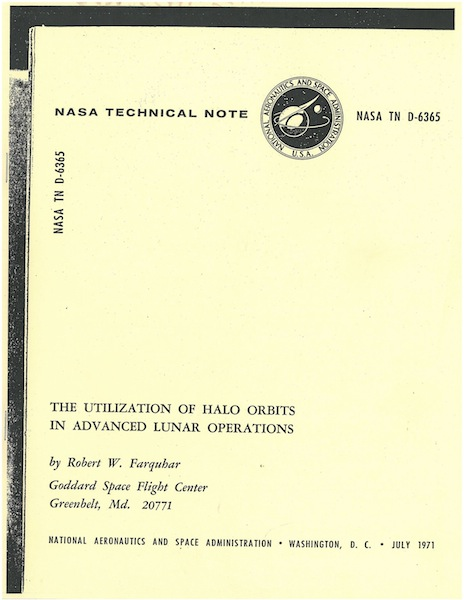 NASA TECHNICAL NOTE
NATIONAL AERONAUTICS AND SPACE ADMINISTRATION
U.S.A.
NASA TN D-6365
NASA TN D-6365
THE UTILIZATION OF HALO ORBITS
IN ADVANCED LUNAR OPERATIONS
by Robert W. Farquhar
Goddard Space Flight Center
Greenbelt, Md. 20771
NATIONAL AERONAUTICS AND SPACE ADMINISTRATION • WASHINGTON, D. C. • JULY 1971